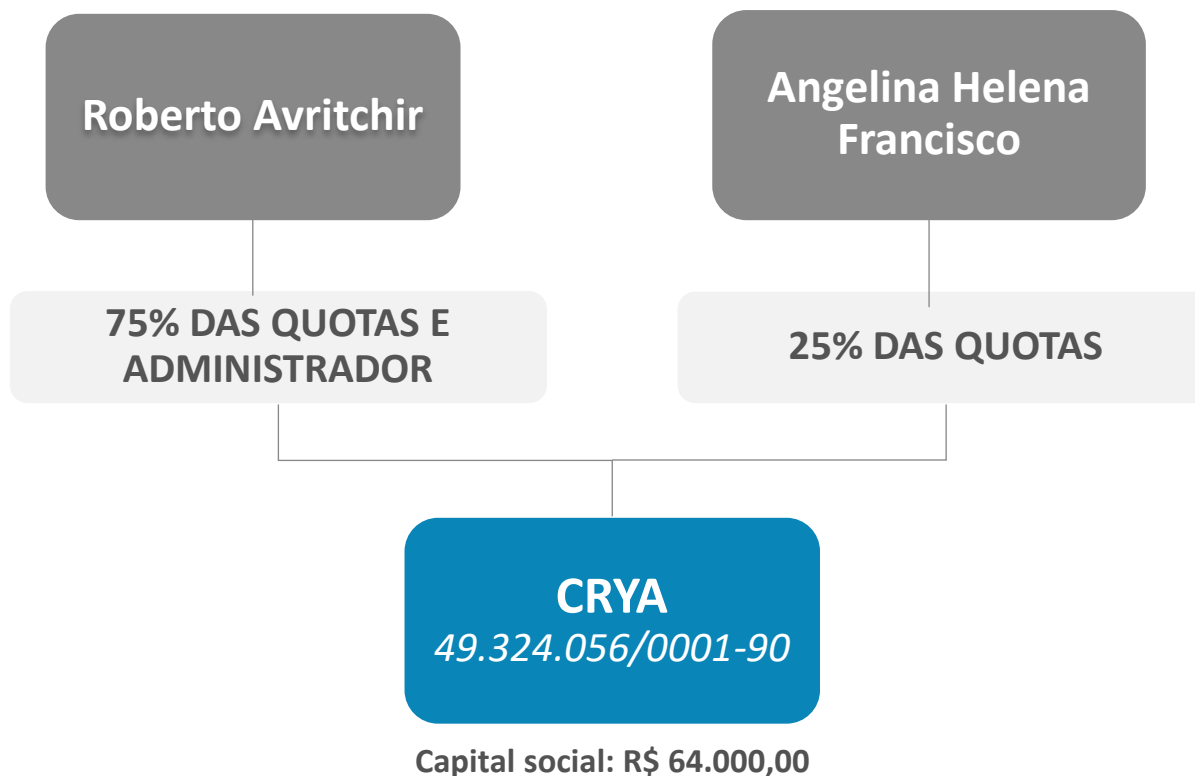 Roberto Avritchir
Angelina Helena
Francisco
75% DAS QUOTAS E
ADMINISTRADOR
25% DAS QUOTAS
CRYA
49.324.056/0001-90
Capital social: R$ 64.000,00